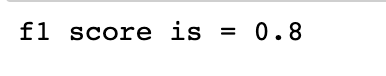 f1 score is = 0.8